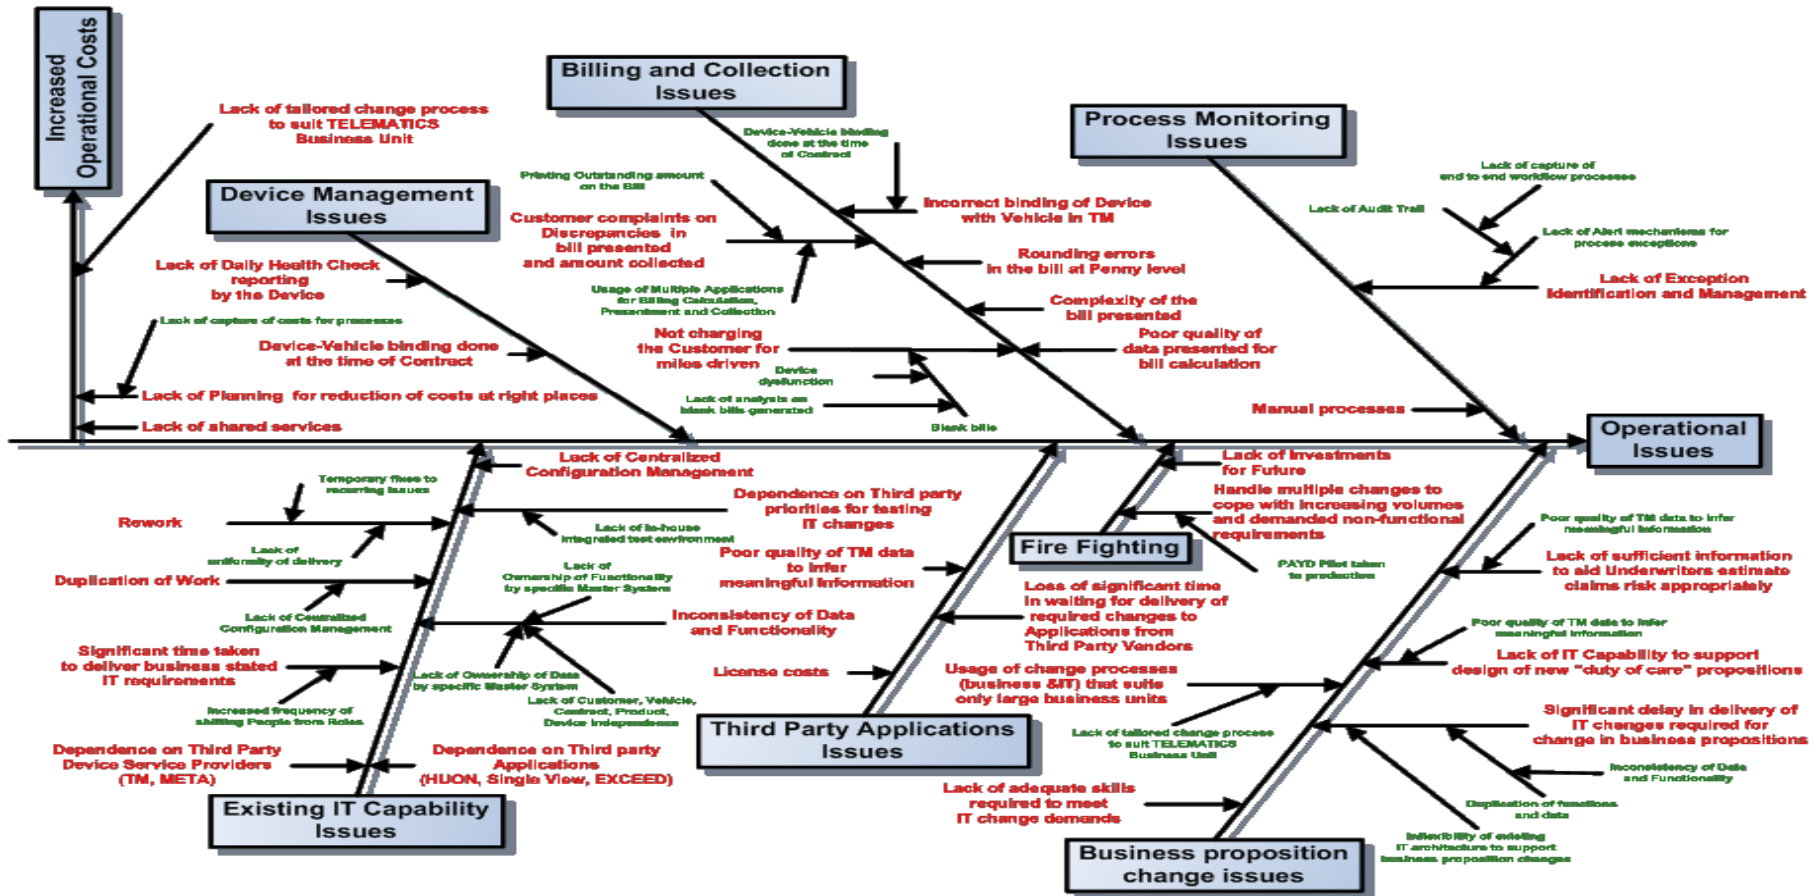 Increased
Operational Costs
Lack of tailored change process
to suit TELEMATICS
Business Unit
Device Management
Issues
Lack of Daily Health Check
reporting
by the Device
Lack of capture of costs for processes
Device-Vehicle binding done
at the time of Contract
Lack of Planning for reduction of costs at right places
Lack of shared services
Billing and Collection
Issues
Device-Vehicle binding
done at the time
of Contract
Printing Outstanding amount
on the Bill
Customer complaints on
Discrepancies in
bill presented
and amount collected
Incorrect binding of Device
with Vehicle in TM
Rounding errors
in the bill at Penny level
Usage of Multiple Applications
for Billing Calculation,
Presentment and Collection
Complexity of the
bill presented
Not charging
the Customer for
miles driven
Poor quality of
data presented for
bill calculation
Device
dysfunction
Lack of analysis on
blank bills generated
Blank bills
Process Monitoring
Issues
Lack of capture of
end to end workflow processes
Lack of Audit Trail
Lack of Alert mechanisms for
process exceptions
Lack of Exception
Identification and Management
Manual processes
Operational
Issues
Lack of Centralized
Configuration Management
Temporary fixes to
recurring issues
Rework
Lack of
uniformity of delivery
Dependence on Third party
priorities for testing
IT changes
Lack of In-house
integrated test environment
Duplication of Work
Lack of Centralized
Configuration Management
Lack of
Ownership of Functionality
by specific Master System
Inconsistency of Data
and Functionality
Significant time taken
to deliver business stated
IT requirements
Increased frequency of
shifting People from Roles
Lack of Ownership of Data
by specific Master System
Lack of Customer, Vehicle,
Contract, Product,
Device Independence
Dependence on Third Party
Device Service Providers
(TM, META)
Dependence on Third party
Applications
(HUON, Single View, EXCEED)
Existing IT Capability
Issues
Poor quality of TM data
to infer
meaningful information
License costs
Loss of significant time
in waiting for delivery of
required changes to
Applications from
Third Party Vendors
Third Party Applications
Issues
Lack of Investments
for Future
Handle multiple changes to
cope with increasing volumes
and demanded non-functional
requirements
Fire Fighting
PAYD Pilot taken
to production
Poor quality of TM data to infer
meaningful information
Lack of sufficient information
to aid Underwriters estimate
claims risk appropriately
Poor quality of TM data to infer
meaningful information
Lack of IT Capability to support
design of new "duty of care" propositions
Usage of change processes
(business &IT) that suits
only large business units
Lack of tailored change process
to suit TELEMATICS
Business Unit
Significant delay in delivery of
IT changes required for
change in business propositions
Inconsistency of Data
and Functionality
Duplication of functions
and data
Inflexibility of existing
IT architecture to support
business proposition changes
Lack of adequate skills
required to meet
IT change demands
Business proposition
change issues